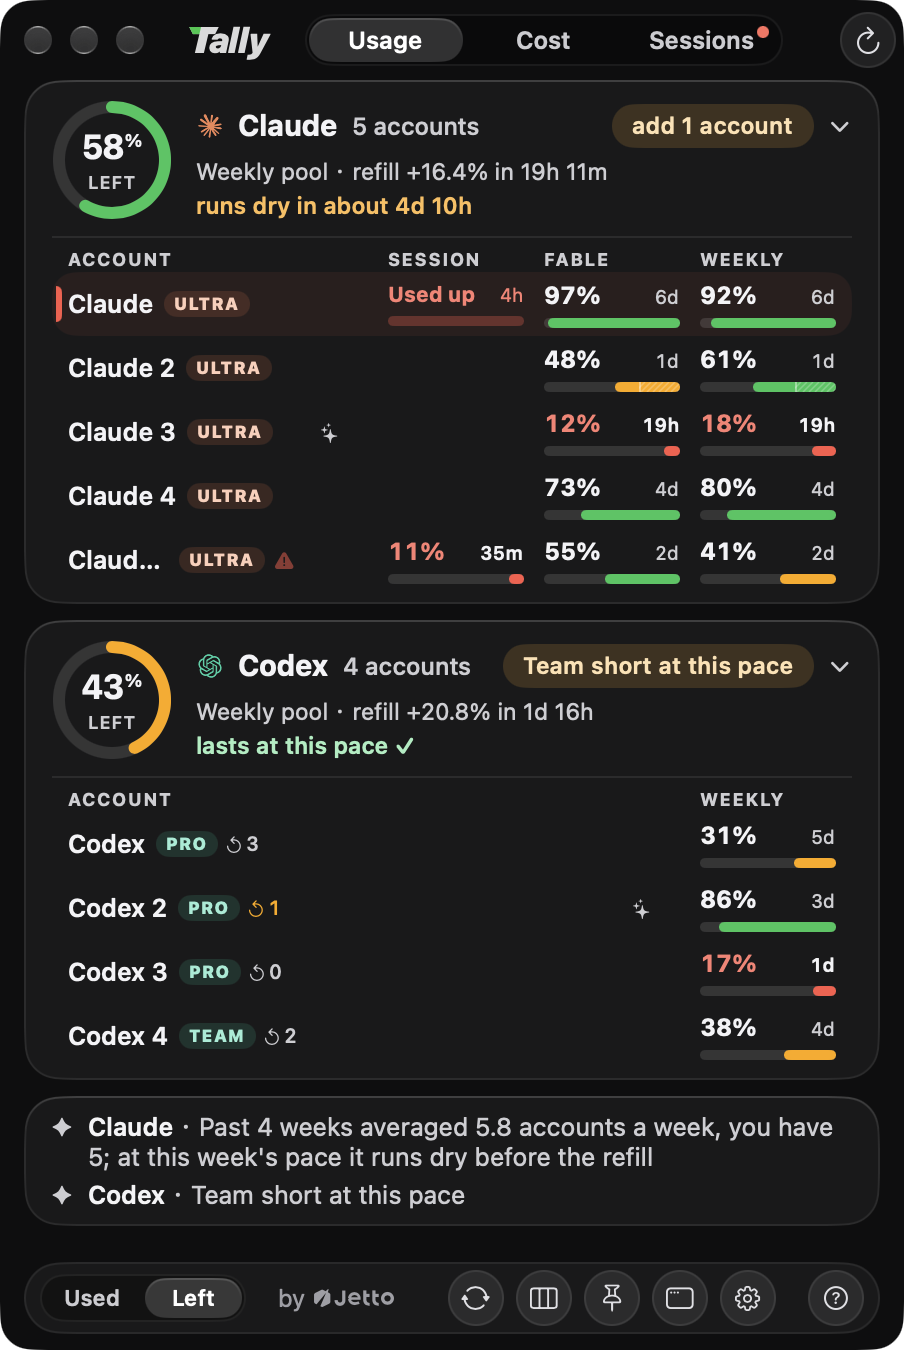 Tally
Usage Cost Sessions
58% LEFT
Claude 5 accounts add 1 account
Weekly pool · refill +16.4% in 19h 11m
runs dry in about 4d 10h
ACCOUNT SESSION FABLE WEEKLY
Claude ULTRA Used up 4h 97% 6d 92% 6d
Claude 2 ULTRA 48% 1d 61% 1d
Claude 3 ULTRA 12% 19h 18% 19h
Claude 4 ULTRA 73% 4d 80% 4d
Claud... ULTRA 11% 35m 55% 2d 41% 2d
43% LEFT
Codex 4 accounts Team short at this pace
Weekly pool · refill +20.8% in 1d 16h
lasts at this pace ✓
ACCOUNT WEEKLY
Codex PRO 3 31% 5d
Codex 2 PRO 1 86% 3d
Codex 3 PRO 0 17% 1d
Codex 4 TEAM 2 38% 4d
Claude · Past 4 weeks averaged 5.8 accounts a week, you have
5; at this week's pace it runs dry before the refill
Codex · Team short at this pace
Used Left by Jetto ?